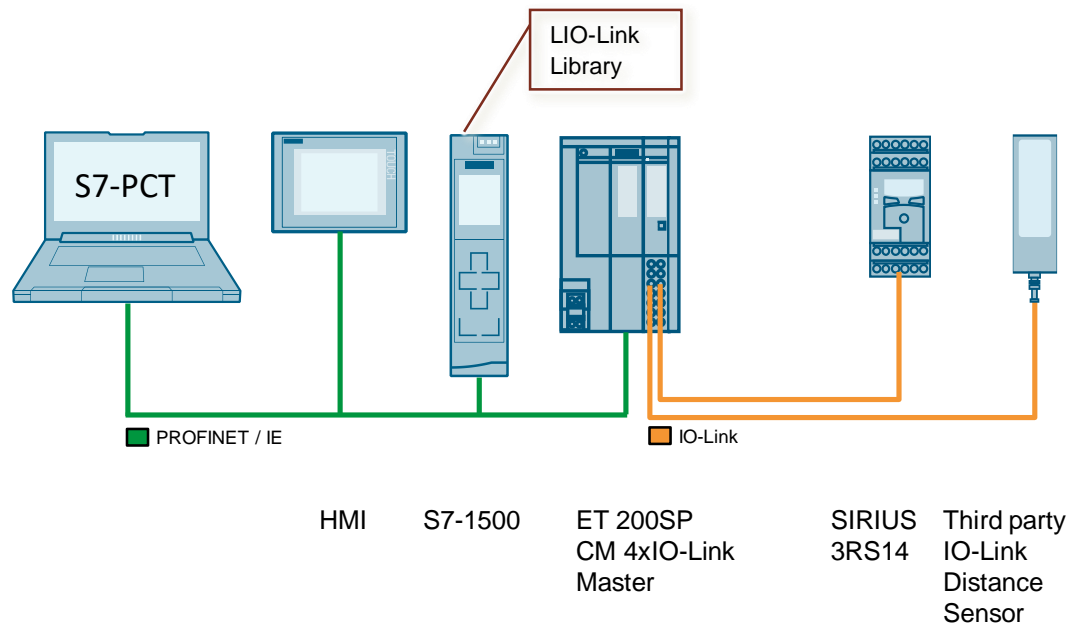 LIO-Link
Library
S7-PCT
PROFINET / IE
IO-Link
HMI
S7-1500
ET 200SP
CM 4xIO-Link
Master
SIRIUS
3RS14
Third party
IO-Link
Distance
Sensor